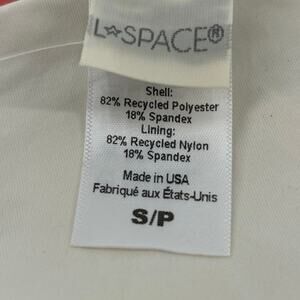 L★SPACE®
Shell:
82% Recycled Polyester
18% Spandex
Lining:
82% Recycled Nylon
18% Spandex
Made in USA
Fabriqué aux États-Unis
S/P